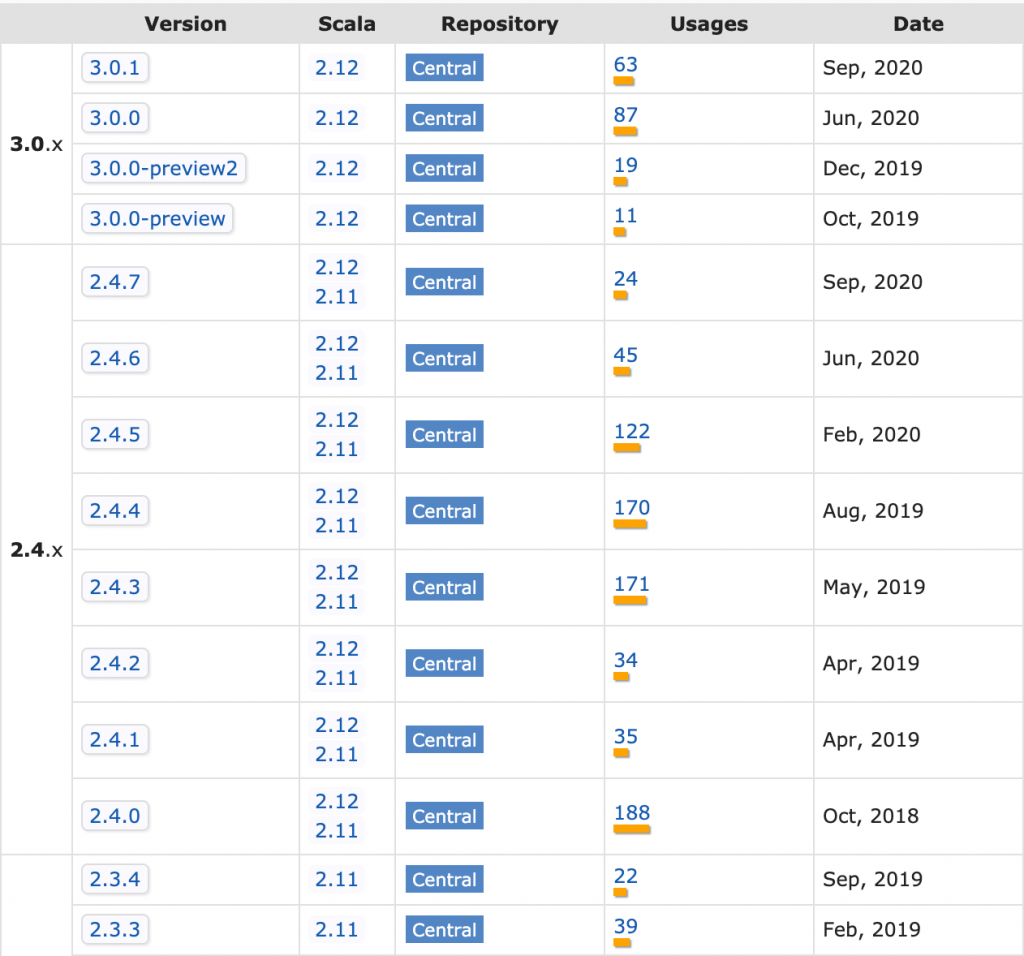 Version Scala Repository Usages Date
3.0.x
3.0.1 2.12 Central 63 Sep, 2020
3.0.0 2.12 Central 87 Jun, 2020
3.0.0-preview2 2.12 Central 19 Dec, 2019
3.0.0-preview 2.12 Central 11 Oct, 2019
2.4.x
2.4.7 2.12 2.11 Central 24 Sep, 2020
2.4.6 2.12 2.11 Central 45 Jun, 2020
2.4.5 2.12 2.11 Central 122 Feb, 2020
2.4.4 2.12 2.11 Central 170 Aug, 2019
2.4.3 2.12 2.11 Central 171 May, 2019
2.4.2 2.12 2.11 Central 34 Apr, 2019
2.4.1 2.12 2.11 Central 35 Apr, 2019
2.4.0 2.12 2.11 Central 188 Oct, 2018
2.3.4 2.11 Central 22 Sep, 2019
2.3.3 2.11 Central 39 Feb, 2019